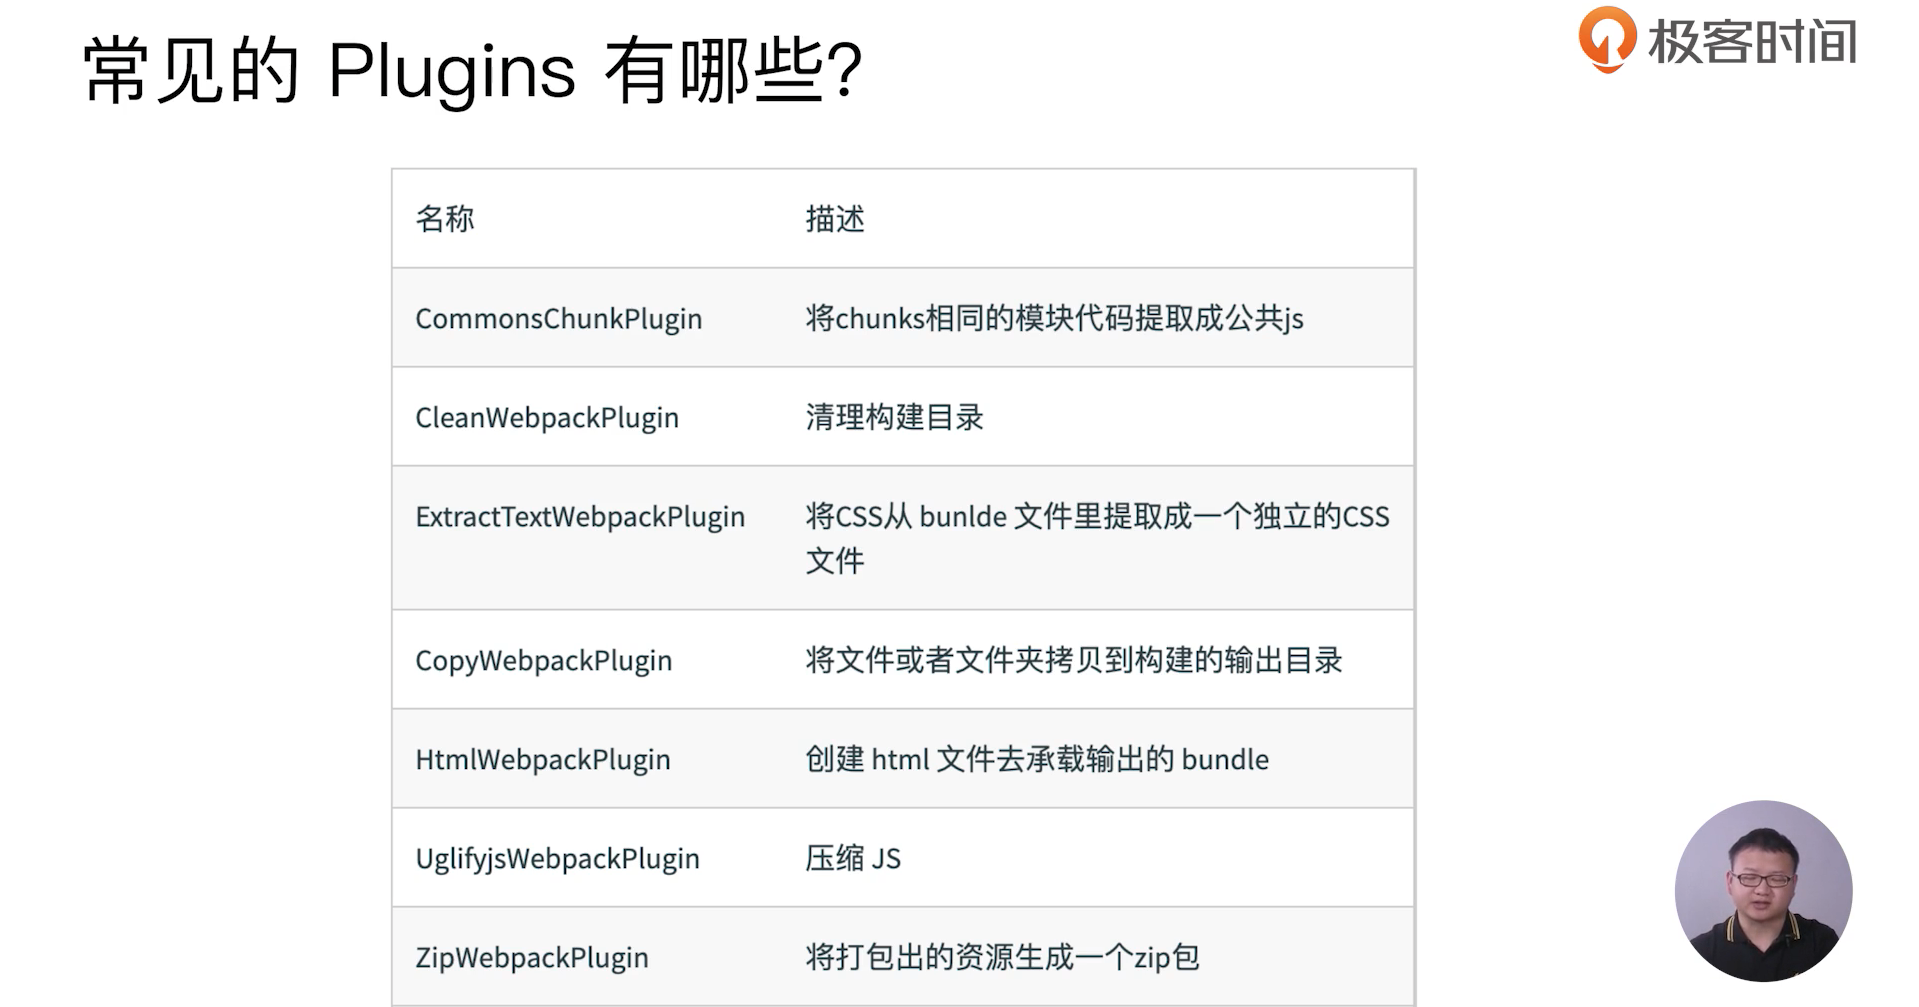 常见的 Plugins 有哪些?
极客时间
名称 描述
CommonsChunkPlugin 将chunks相同的模块代码提取成公共js
CleanWebpackPlugin 清理构建目录
ExtractTextWebpackPlugin 将CSS从 bunlde 文件里提取成一个独立的CSS
文件
CopyWebpackPlugin 将文件或者文件夹拷贝到构建的输出目录
HtmlWebpackPlugin 创建 html 文件去承载输出的 bundle
UglifyjsWebpackPlugin 压缩 JS
ZipWebpackPlugin 将打包出的资源生成一个zip包